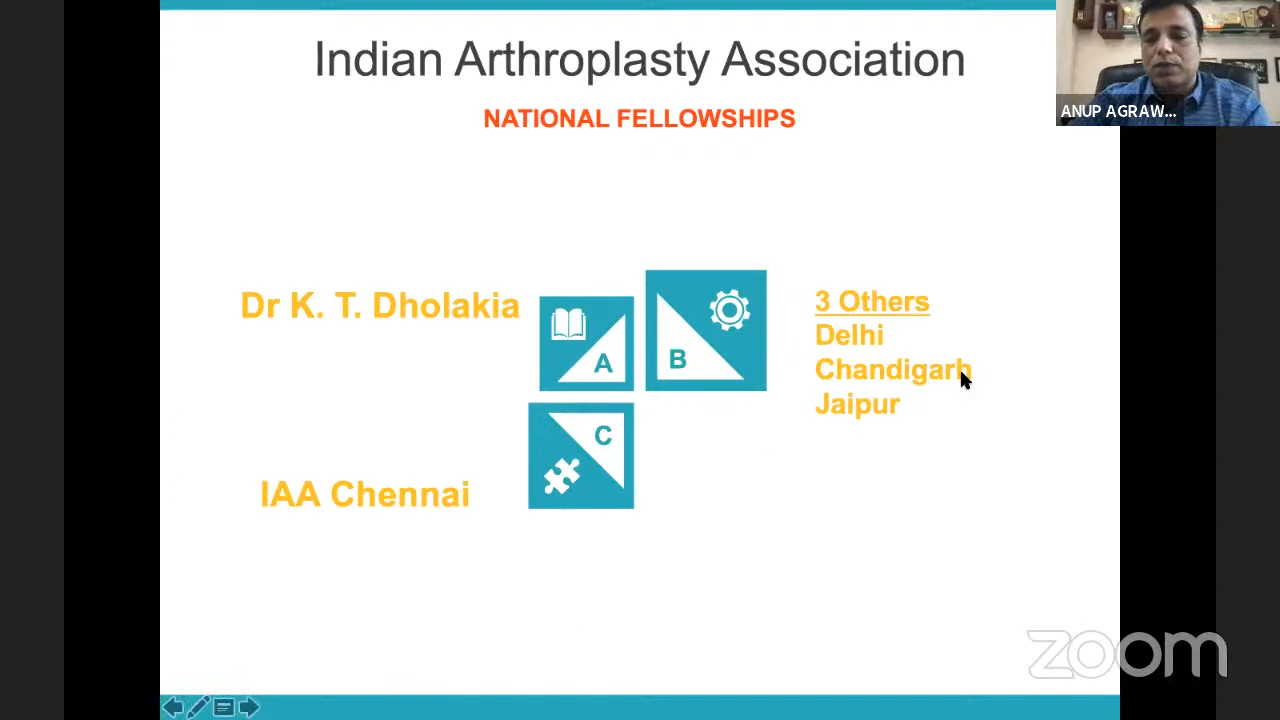 Indian Arthroplasty Association
NATIONAL FELLOWSHIPS
ANUP AGRAW...
Dr K. T. Dholakia
A
B
3 Others
Delhi
Chandigarh
Jaipur
C
IAA Chennai
zoom